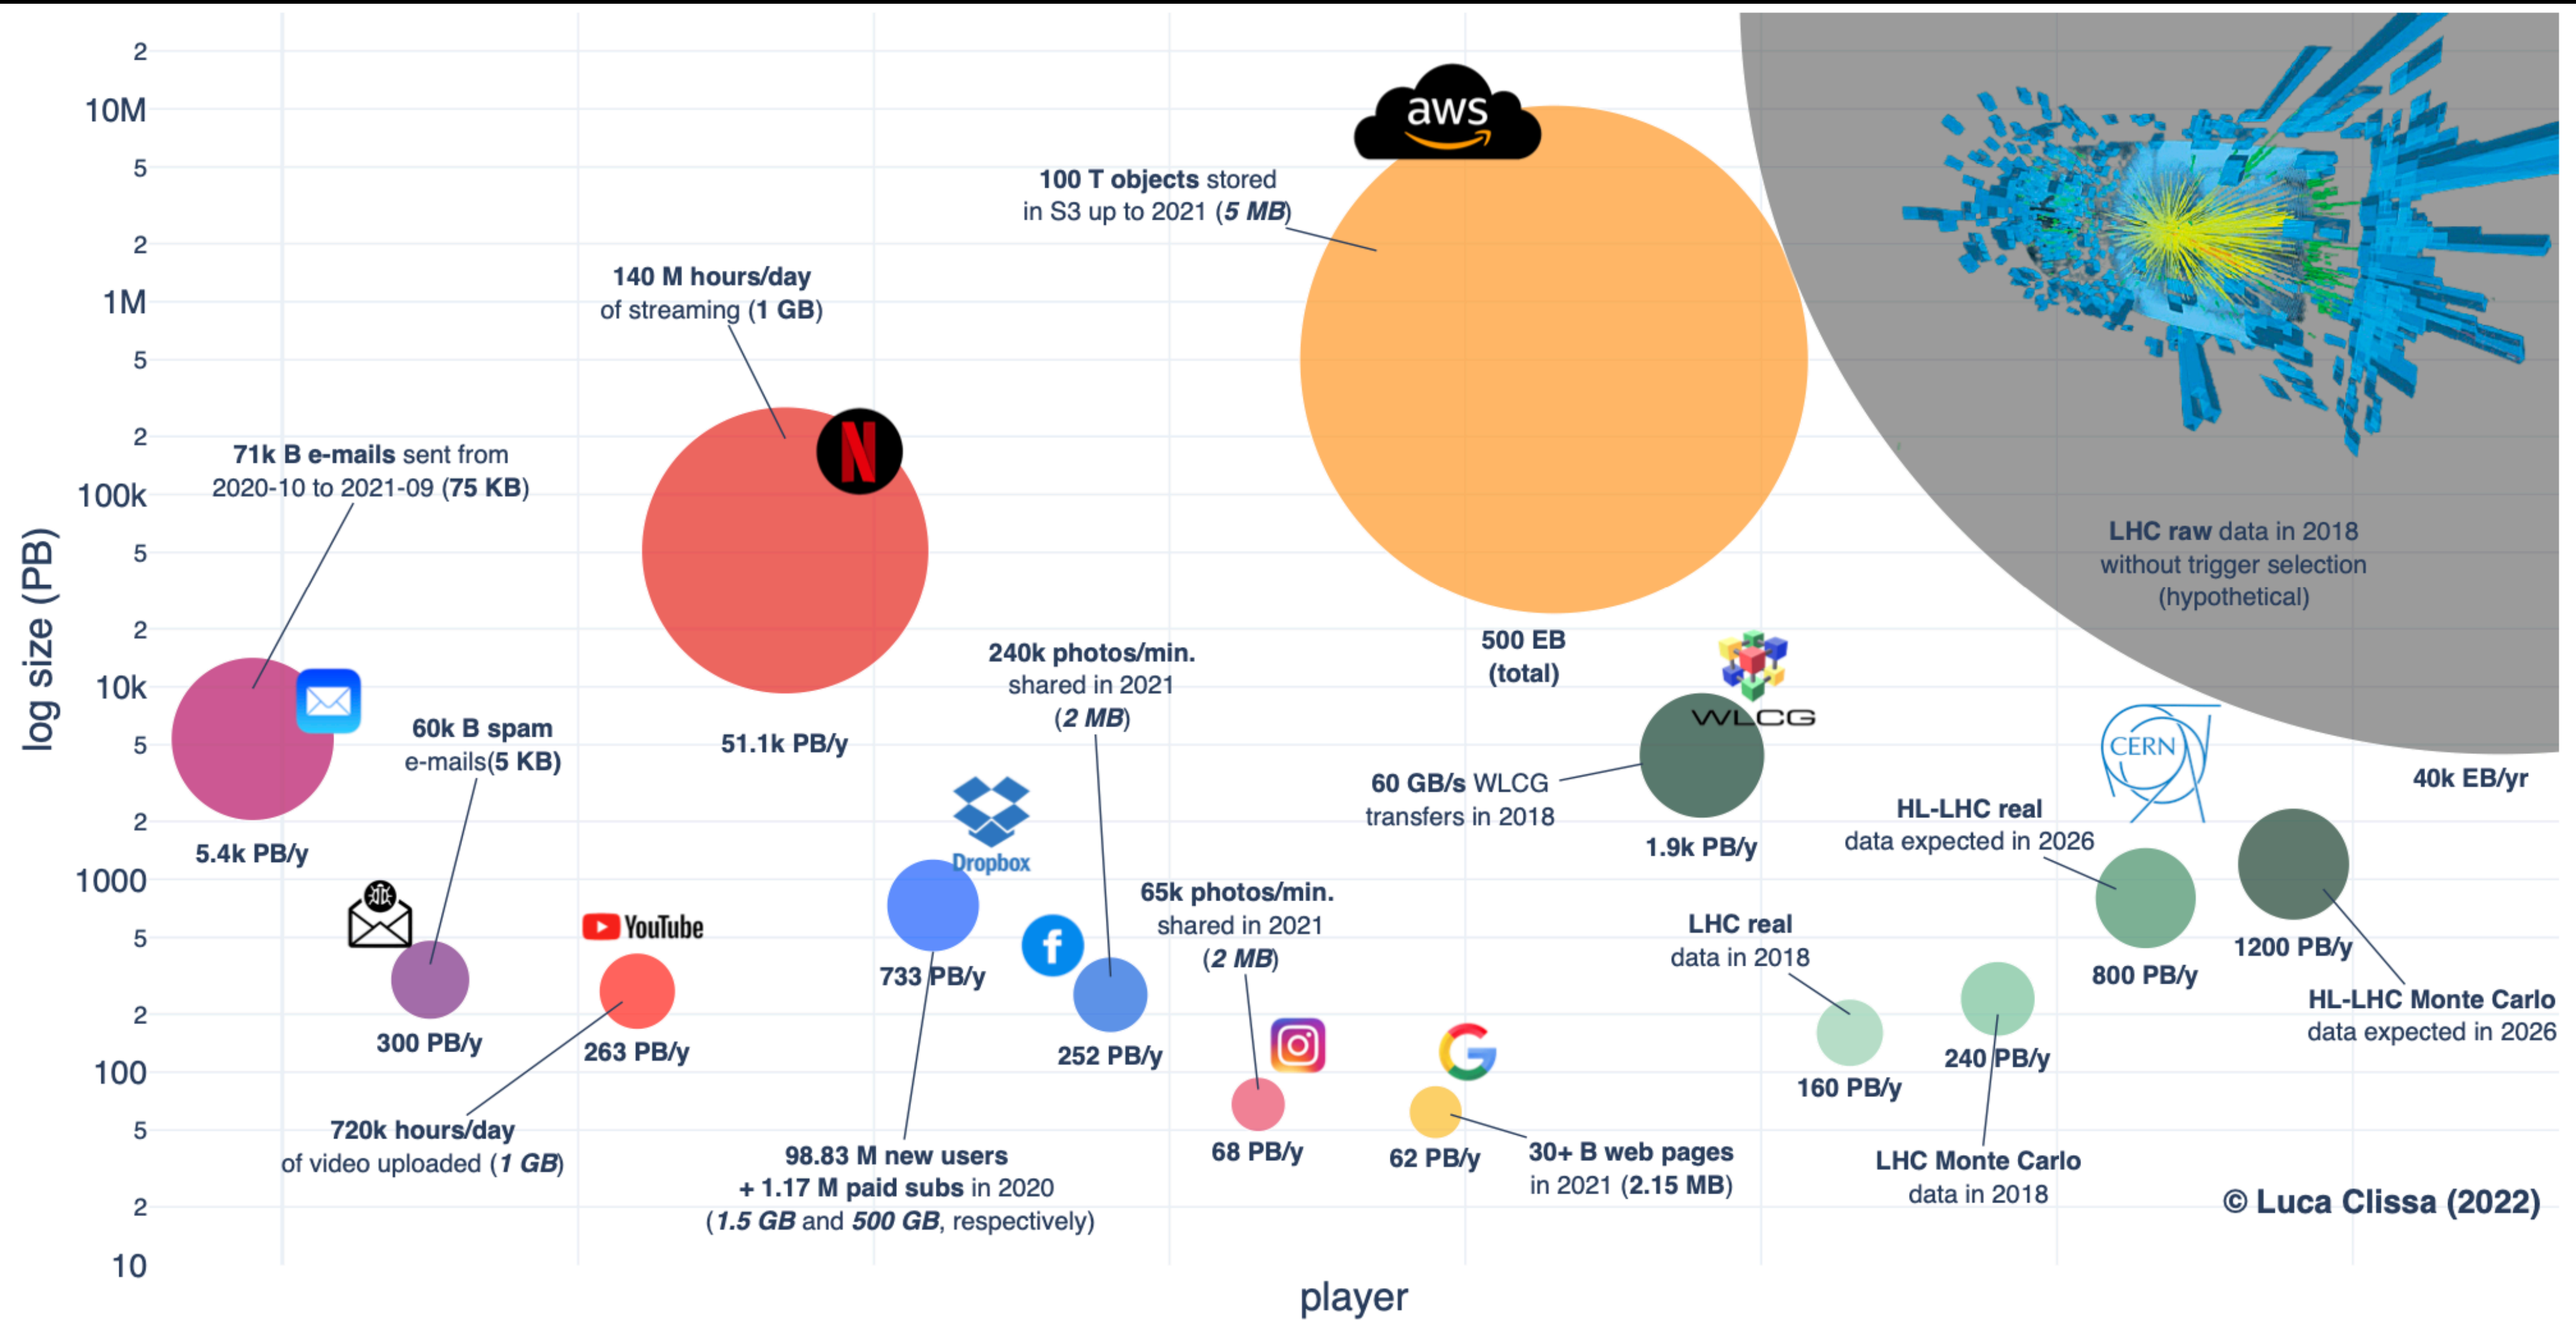 log size (PB)
2
10M
5
2
1M
5
2
100k
5
2
10k
5
2
1000
5
2
100
5
2
10
player
71k B e-mails sent from
2020-10 to 2021-09 (75 KB)
5.4k PB/y
60k B spam
e-mails(5 KB)
300 PB/y
140 M hours/day
of streaming (1 GB)
N
51.1k PB/y
YouTube
263 PB/y
720k hours/day
of video uploaded (1 GB)
Dropbox
733 PB/y
98.83 M new users
+ 1.17 M paid subs in 2020
(1.5 GB and 500 GB, respectively)
240k photos/min.
shared in 2021
(2 MB)
f
252 PB/y
65k photos/min.
shared in 2021
(2 MB)
68 PB/y
G
62 PB/y
30+ B web pages
in 2021 (2.15 MB)
aws
100 T objects stored
in S3 up to 2021 (5 MB)
500 EB
(total)
WLCG
60 GB/s WLCG
transfers in 2018
1.9k PB/y
LHC real
data in 2018
160 PB/y
240 PB/y
LHC Monte Carlo
data in 2018
CERN
HL-LHC real
data expected in 2026
800 PB/y
1200 PB/y
HL-LHC Monte Carlo
data expected in 2026
LHC raw data in 2018
without trigger selection
(hypothetical)
40k EB/yr
© Luca Clissa (2022)